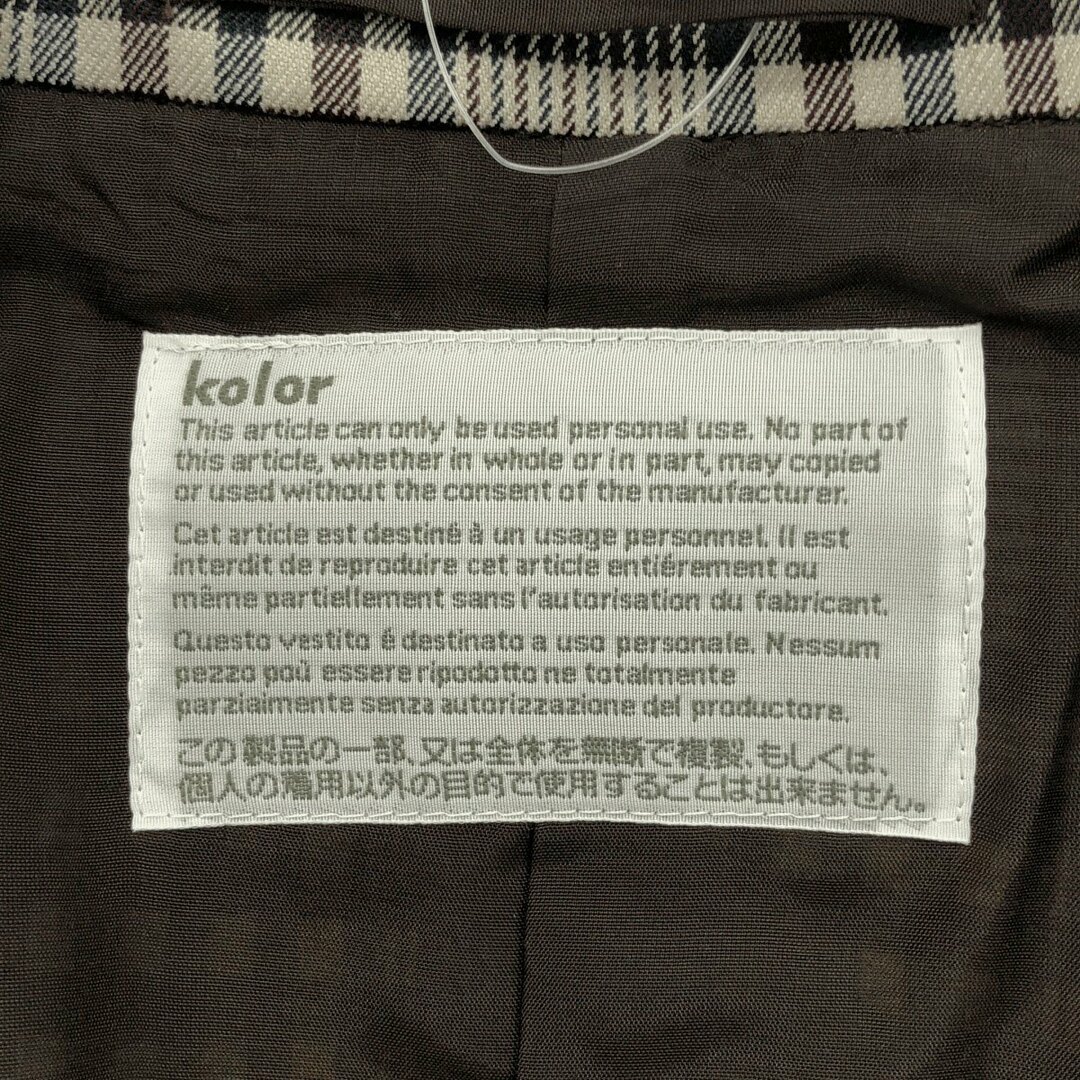 kolor
This article can only be used personal use. No part of
this article, whether in whole or in part, may copied
or used without the consent of the manufacturer.
Cet article est destiné à un usage personnel. Il est
interdit de reproduire cet article entiérement ou
même partiellement sans l'autorisation du fabricant.
Questo vestito é destinato a uso personale. Nessum
pezzo poù essere ripodotto ne totalmente
parziaimente senza autorizzazione del productore.
この製品の一部、又は全体を無断で複製、もしくは、
個人の着用以外の目的で使用することは出来ません。